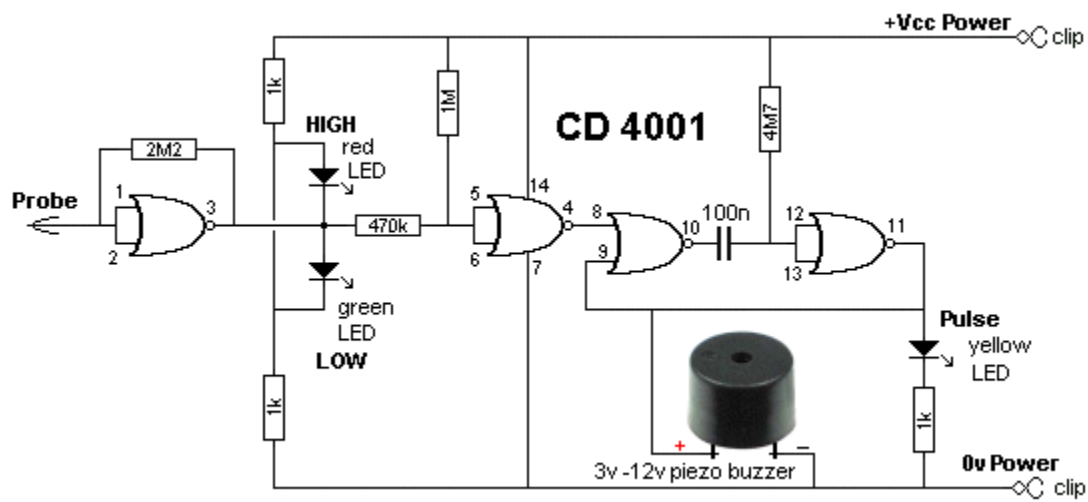 +Vcc Power
clip
1k
HIGH
red
LED
1M
CD 4001
4M7
2M2
Probe
1
2
3
470k
5
6
14
4
7
8
9
10
100n
12
13
11
green
LED
LOW
Pulse
yellow
LED
1k
1k
+
−
3v -12v piezo buzzer
0v Power
clip